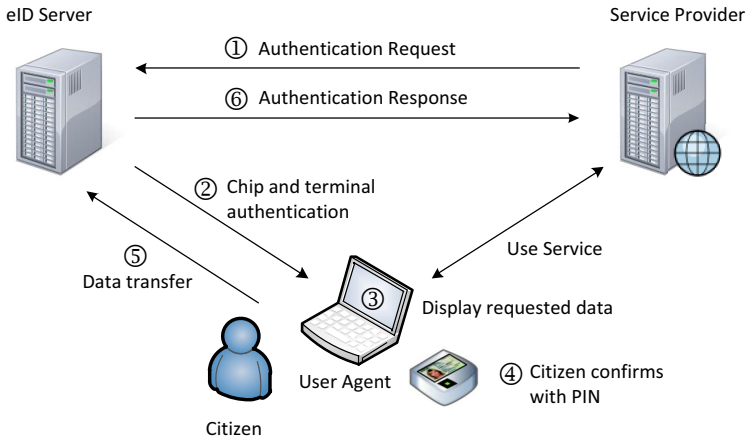 eID Server
Service Provider
① Authentication Request
⑥ Authentication Response
② Chip and terminal
authentication
⑤
Data transfer
Use Service
③
Display requested data
User Agent
④ Citizen confirms
with PIN
Citizen